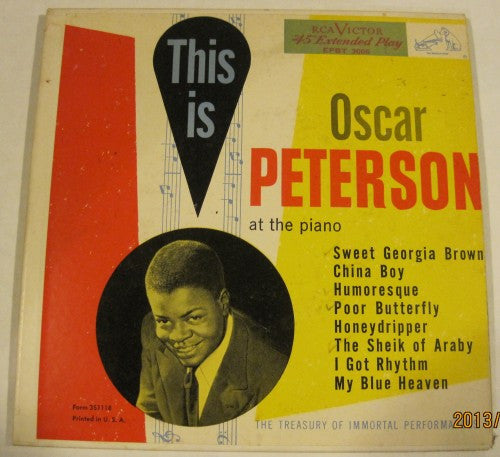 This
is
RCA VICTOR
"45" Extended Play
EPBT 3006
Oscar
PETERSON
at the piano
Sweet Georgia Brown
China Boy
Humoresque
Poor Butterfly
Honeydripper
The Sheik of Araby
I Got Rhythm
My Blue Heaven
Form 3S3118
Printed in U. S. A.
THE TREASURY OF IMMORTAL PERFORMA
2013/